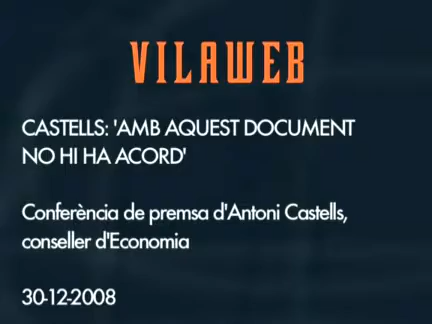 VILAWEB
CASTELLS: 'AMB AQUEST DOCUMENT
NO HI HA ACORD'
Conferència de premsa d'Antoni Castells,
conseller d'Economia
30-12-2008